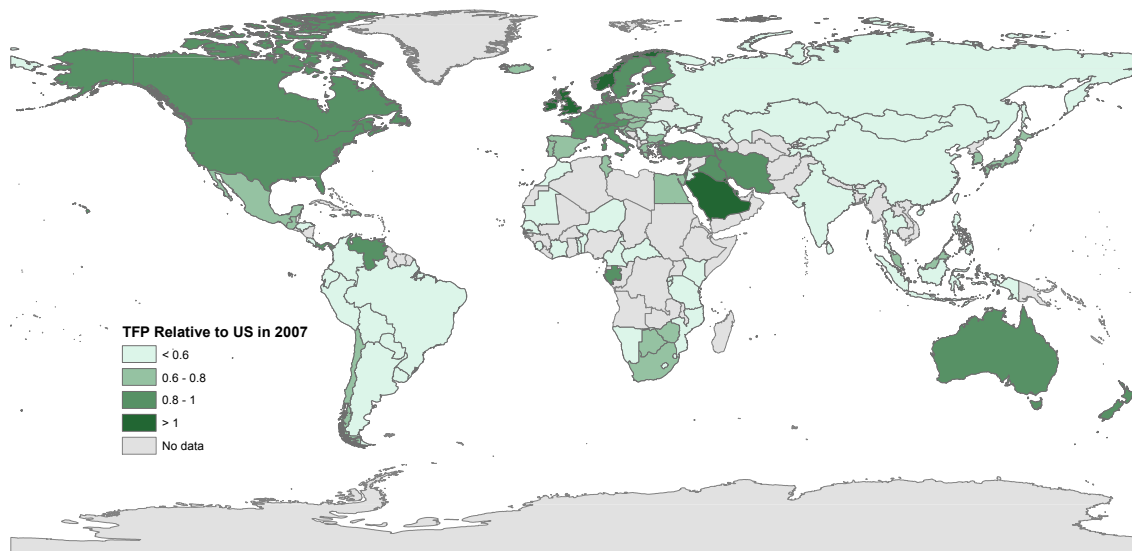 TFP Relative to US in 2007
< 0.6
0.6 - 0.8
0.8 - 1
> 1
No data